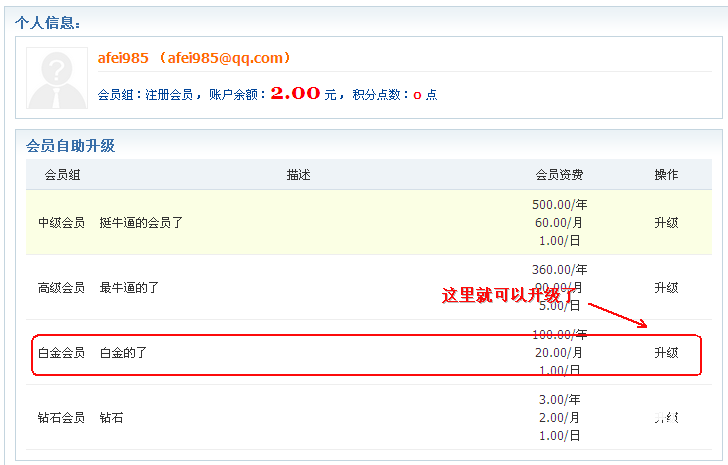 个人信息：
afei985 （afei985@qq.com）
会员组：注册会员， 账户余额：2.00 元， 积分点数：0 点
会员自助升级
会员组 描述 会员资费 操作
500.00/年
中级会员 挺牛逼的会员了 60.00/月 升级
1.00/日
360.00/年
高级会员 最牛逼的了 90.00/月 升级
这里就可以升级了
5.00/日
100.00/年
白金会员 白金的了 20.00/月 升级
1.00/日
3.00/年
钻石会员 钻石 2.00/月 升级
1.00/日